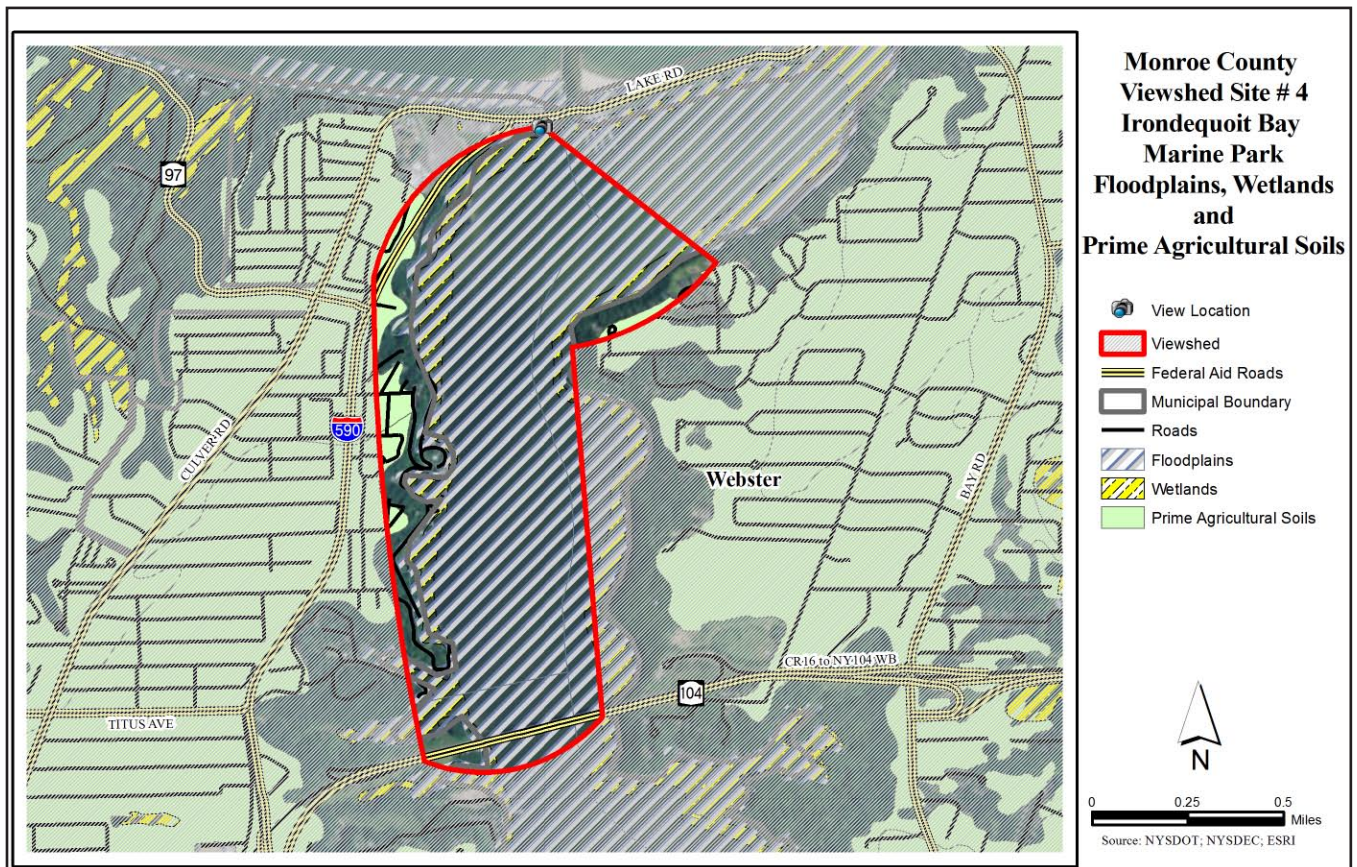 Monroe County
Viewshed Site # 4
Irondequoit Bay
Marine Park
Floodplains, Wetlands
and
Prime Agricultural Soils
View Location
Viewshed
Federal Aid Roads
Municipal Boundary
Roads
Floodplains
Wetlands
Prime Agricultural Soils
N
0 0.25 0.5
Miles
Source: NYSDOT; NYSDEC; ESRI
LAKE RD
97
590
CULVER RD
Webster
BAY RD
CR 16 to NY 104 WB
104
TITUS AVE